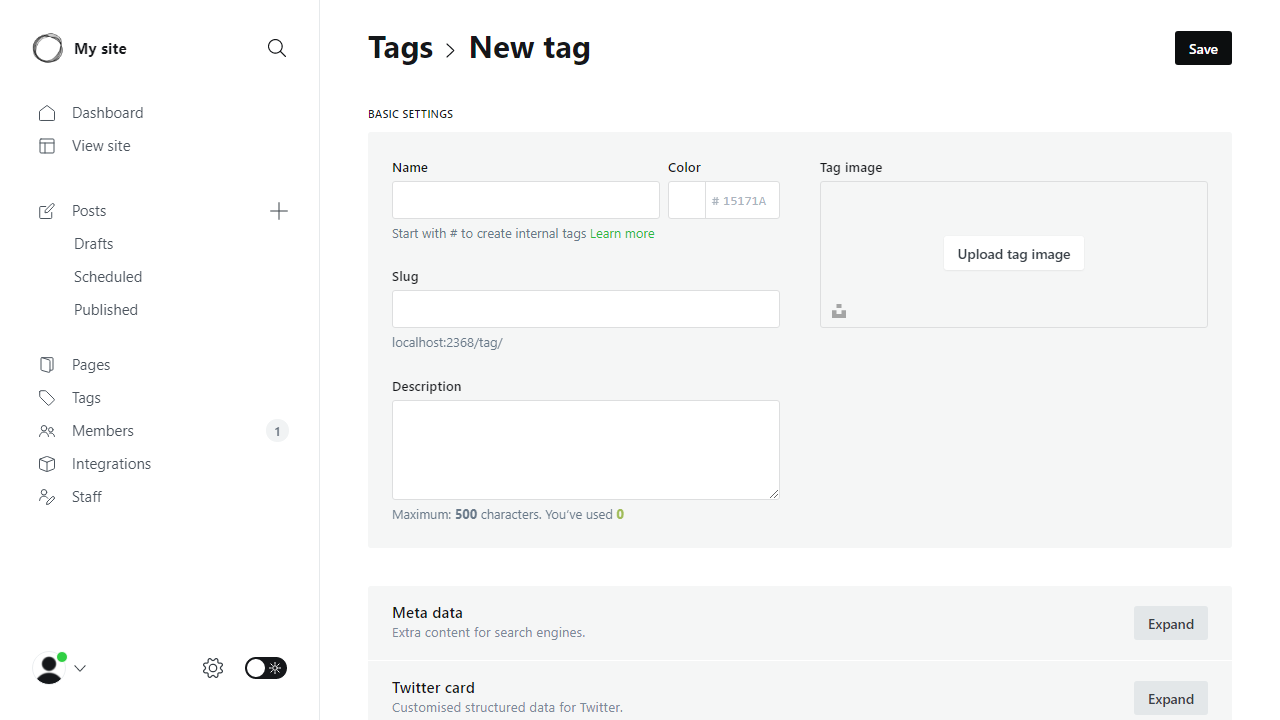 My site
Dashboard
View site
Posts
Drafts
Scheduled
Published
Pages
Tags
Members
1
Integrations
Staff
Tags > New tag
Save
BASIC SETTINGS
Name
Color
# 15171A
Start with # to create internal tags Learn more
Slug
localhost:2368/tag/
Description
Maximum: 500 characters. You’ve used 0
Tag image
Upload tag image
Meta data
Extra content for search engines.
Expand
Twitter card
Customised structured data for Twitter.
Expand